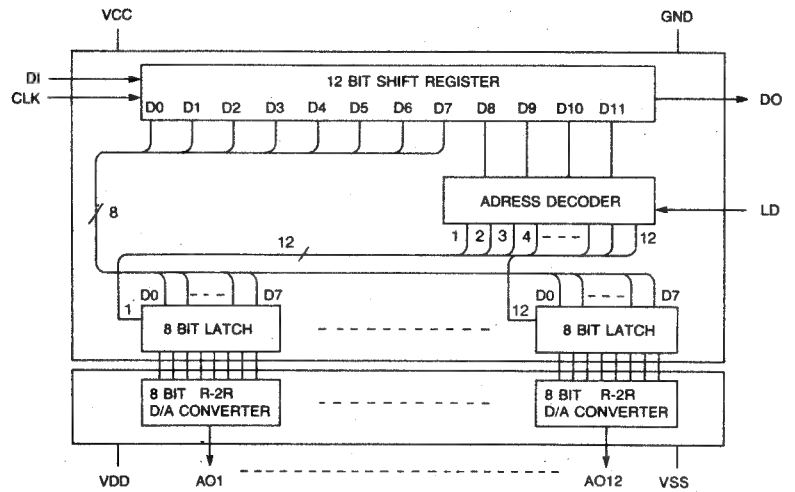 VCC GND
DI 12 BIT SHIFT REGISTER
CLK D0 D1 D2 D3 D4 D5 D6 D7 D8 D9 D10 D11 DO
ADRESS DECODER
8 LD
12 1 2 3 4 12
D0 D7 D0 D7
1 12
8 BIT LATCH 8 BIT LATCH
8 BIT R-2R 8 BIT R-2R
D/A CONVERTER D/A CONVERTER
VDD AO1 AO12 VSS